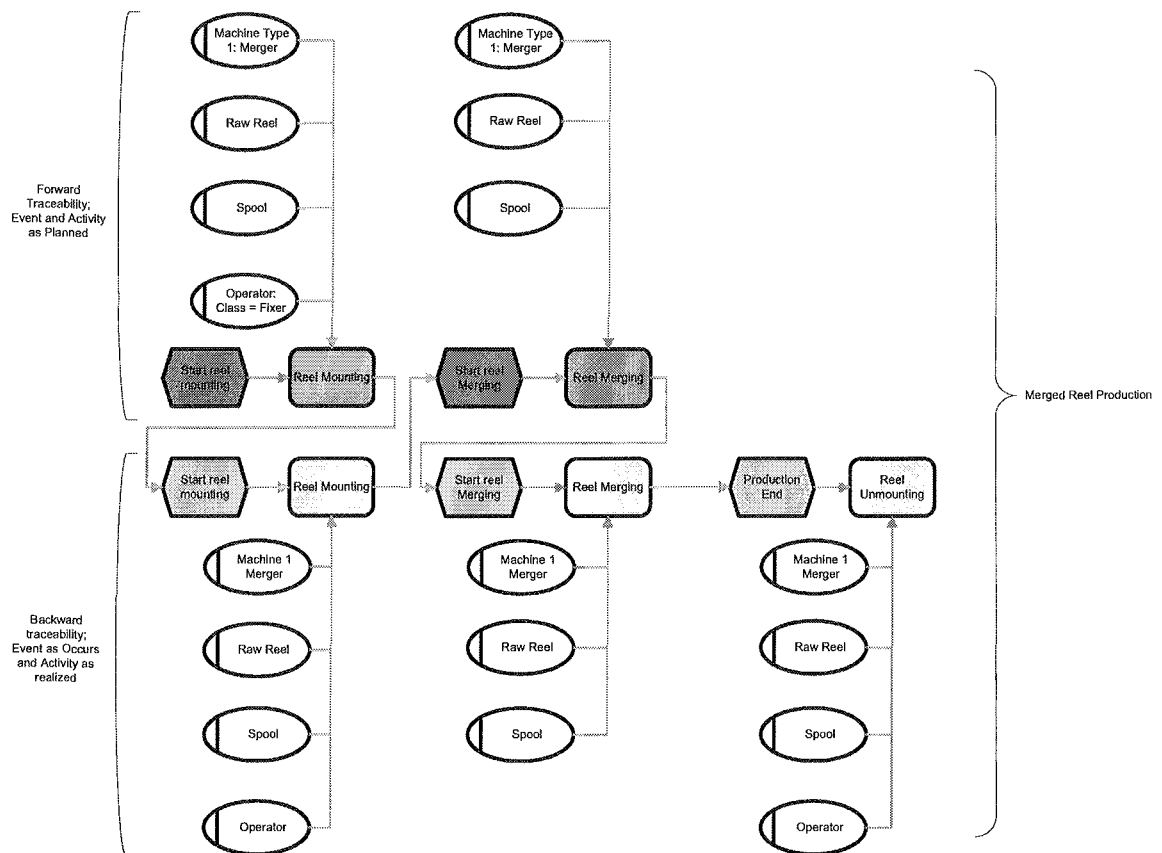 Machine Type
1: Merger
Machine Type
1: Merger
Raw Reel
Raw Reel
Forward
Traceability;
Event and Activity
as Planned
Spool
Spool
Operator:
Class = Fixer
Start reel
mounting
Reel Mounting
Start reel
Merging
Reel Merging
Merged Reel Production
Start reel
mounting
Reel Mounting
Start reel
Merging
Reel Merging
Production
End
Reel
Unmounting
Machine 1
Merger
Machine 1
Merger
Machine 1
Merger
Backward
traceability;
Event as Occurs
and Activity as
realized
Raw Reel
Raw Reel
Raw Reel
Spool
Spool
Spool
Operator
Operator